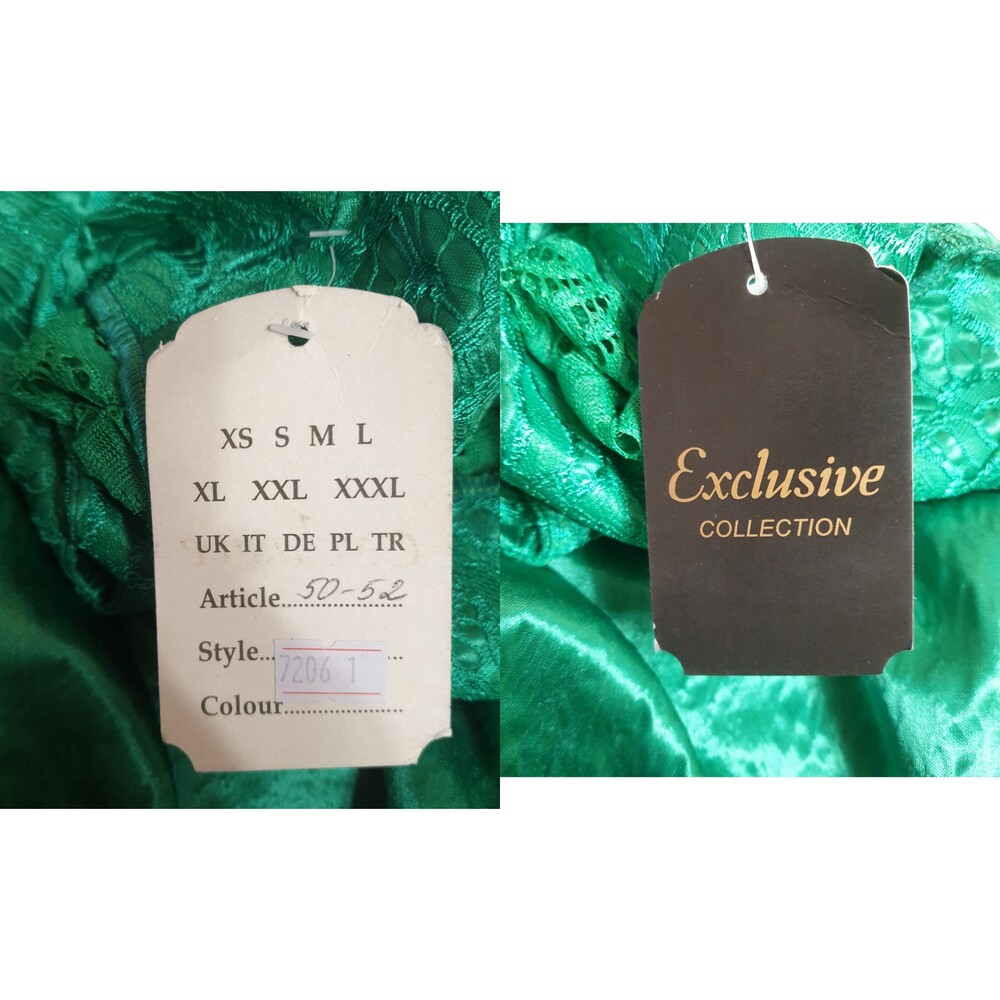 XS S M L
XL XXL XXXL
UK IT DE PL TR
Article....50-52....
Style... 7206 1 ...
Colour....................
Exclusive
COLLECTION